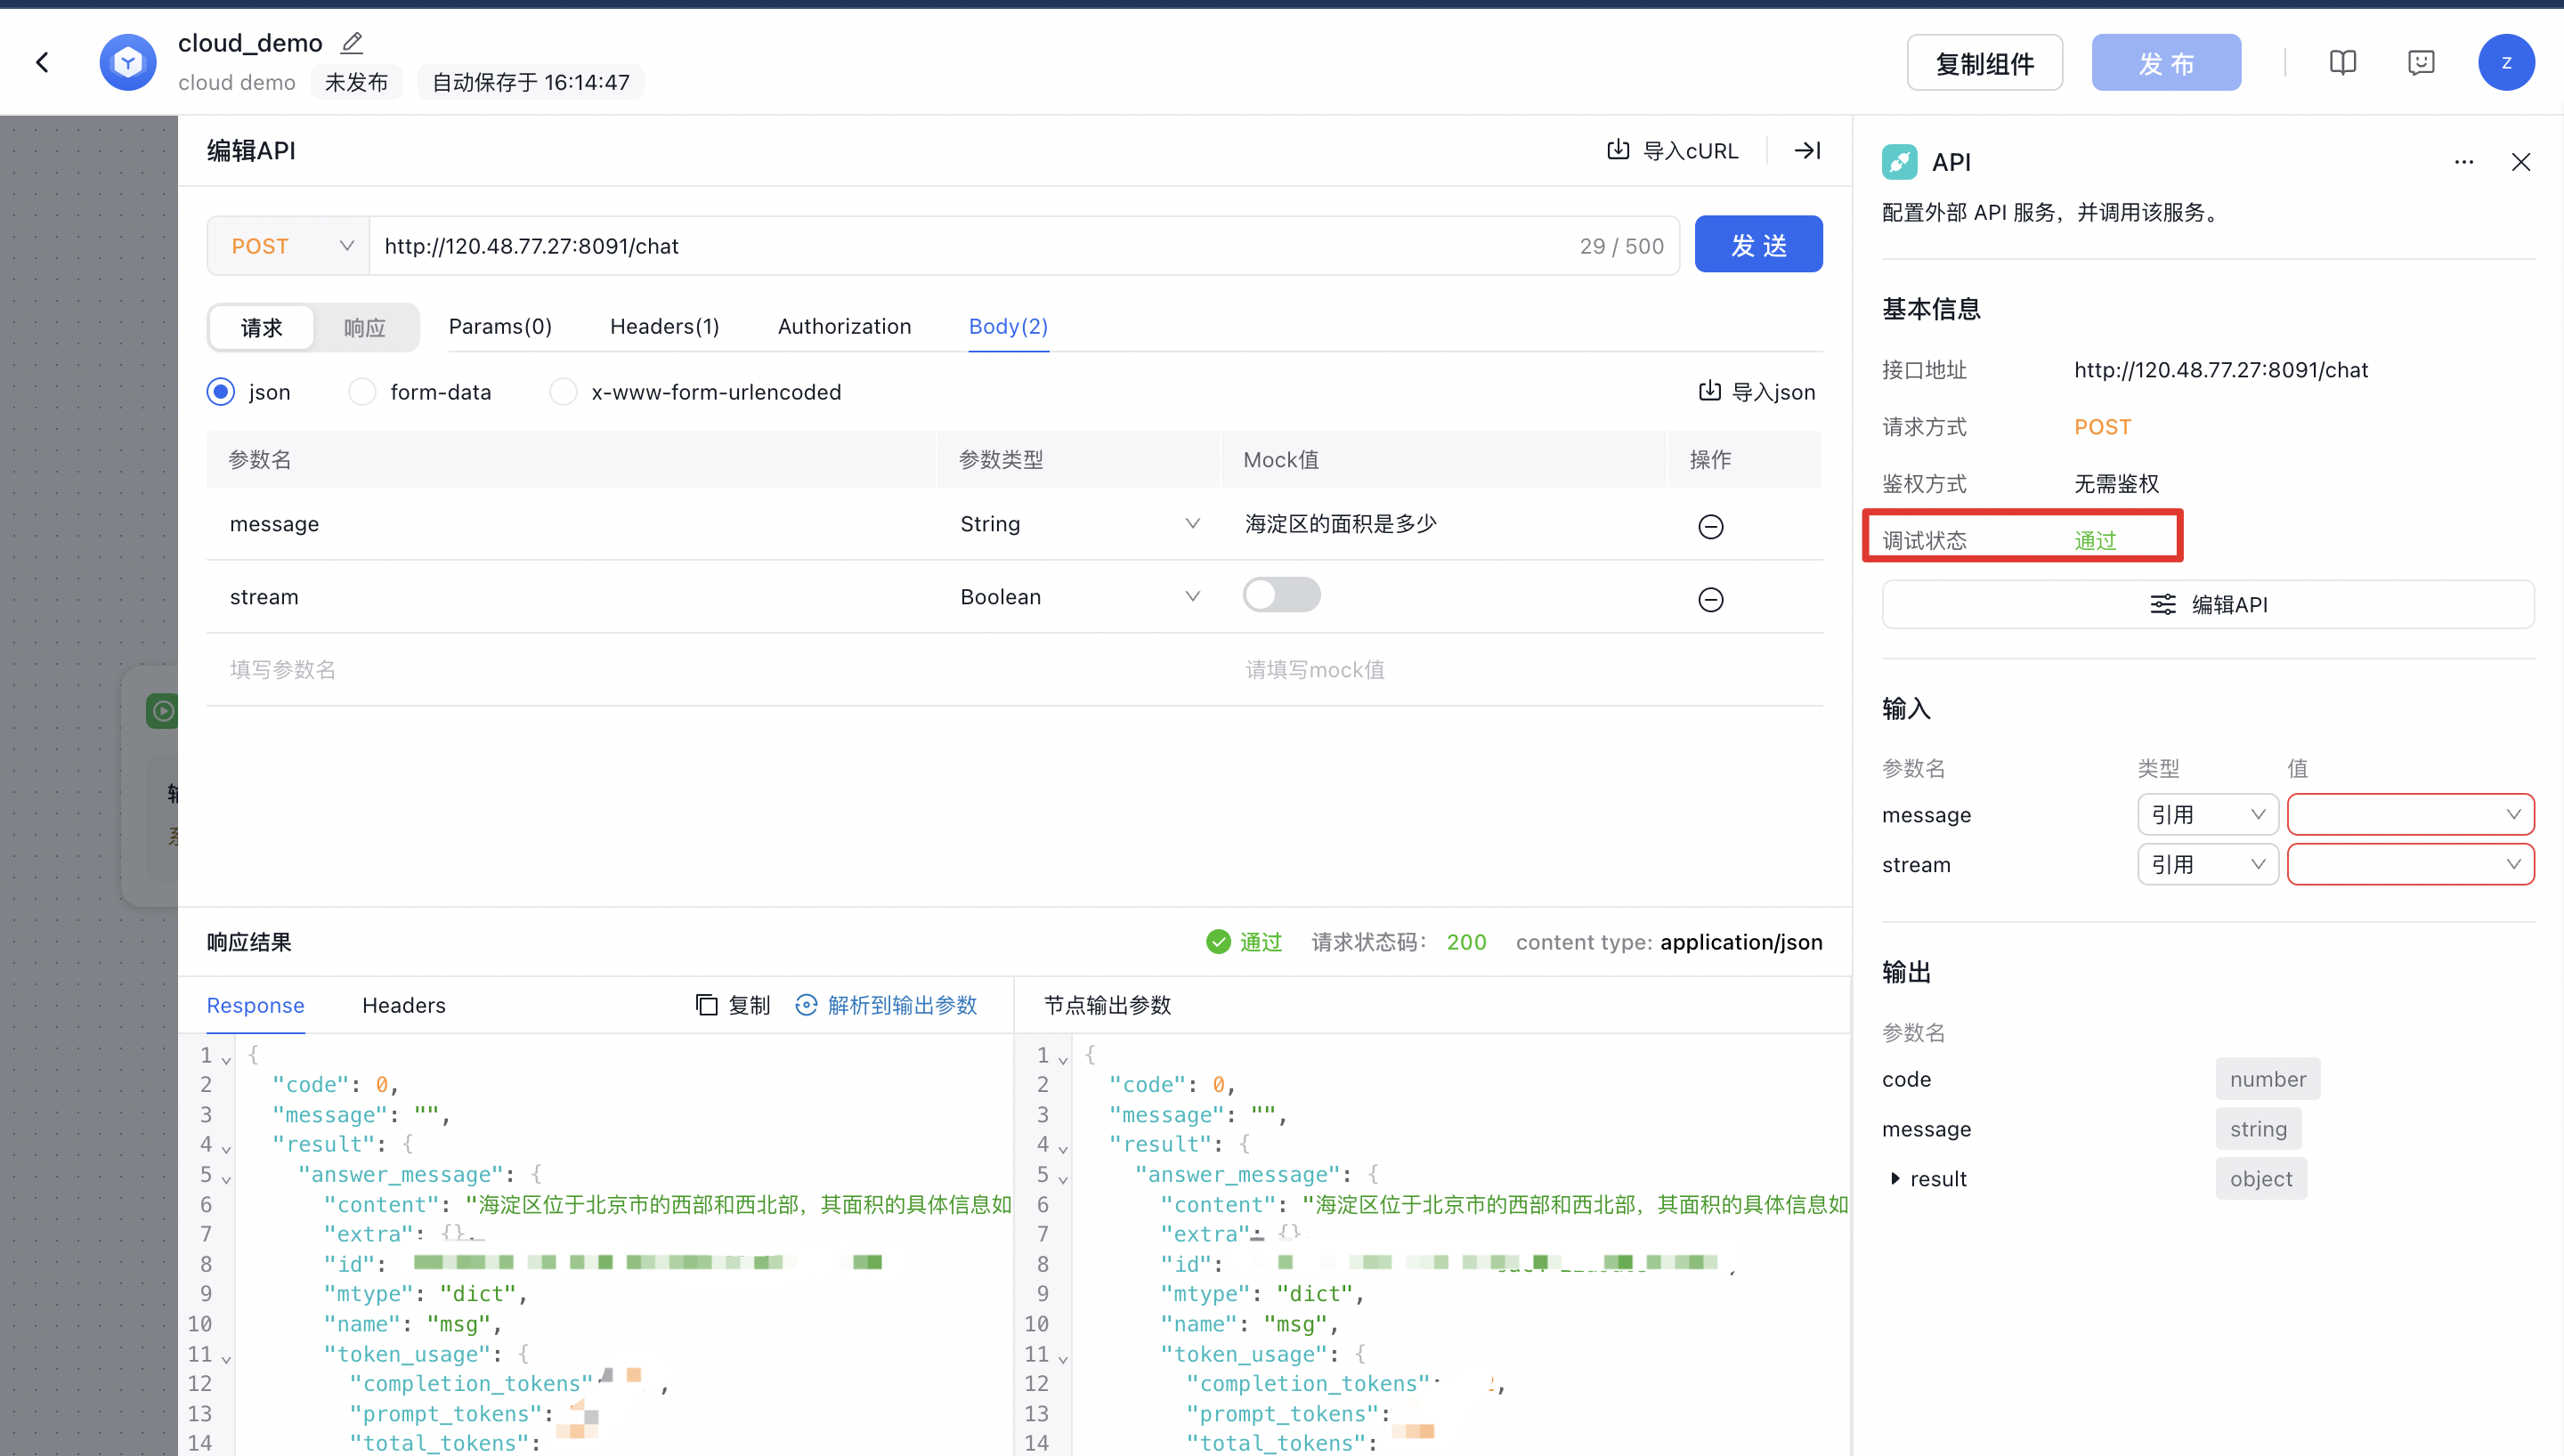 cloud_demo
cloud demo 未发布 自动保存于 16:14:47
复制组件 发布 z
编辑API 导入cURL
POST http://120.48.77.27:8091/chat 29 / 500 发送
请求 响应 Params(0) Headers(1) Authorization Body(2)
json form-data x-www-form-urlencoded 导入json
参数名 参数类型 Mock值 操作
message String 海淀区的面积是多少
stream Boolean
填写参数名 请填写mock值
响应结果 通过 请求状态码： 200 content type: application/json
Response Headers 复制 解析到输出参数
1 {
2 "code": 0,
3 "message": "",
4 "result": {
5 "answer_message": {
6 "content": "海淀区位于北京市的西部和西北部，其面积的具体信息如
7 "extra": {},
8 "id":
9 "mtype": "dict",
10 "name": "msg",
11 "token_usage": {
12 "completion_tokens" ,
13 "prompt_tokens":
14 "total_tokens":
节点输出参数
1 {
2 "code": 0,
3 "message": "",
4 "result": {
5 "answer_message": {
6 "content": "海淀区位于北京市的西部和西北部，其面积的具体信息如
7 "extra": {}
8 "id": ,
9 "mtype": "dict",
10 "name": "msg",
11 "token_usage": {
12 "completion_tokens" ,
13 "prompt_tokens":
14 "total_tokens":
API
配置外部 API 服务，并调用该服务。
基本信息
接口地址 http://120.48.77.27:8091/chat
请求方式 POST
鉴权方式 无需鉴权
调试状态 通过
编辑API
输入
参数名 类型 值
message 引用
stream 引用
输出
参数名
code number
message string
result object